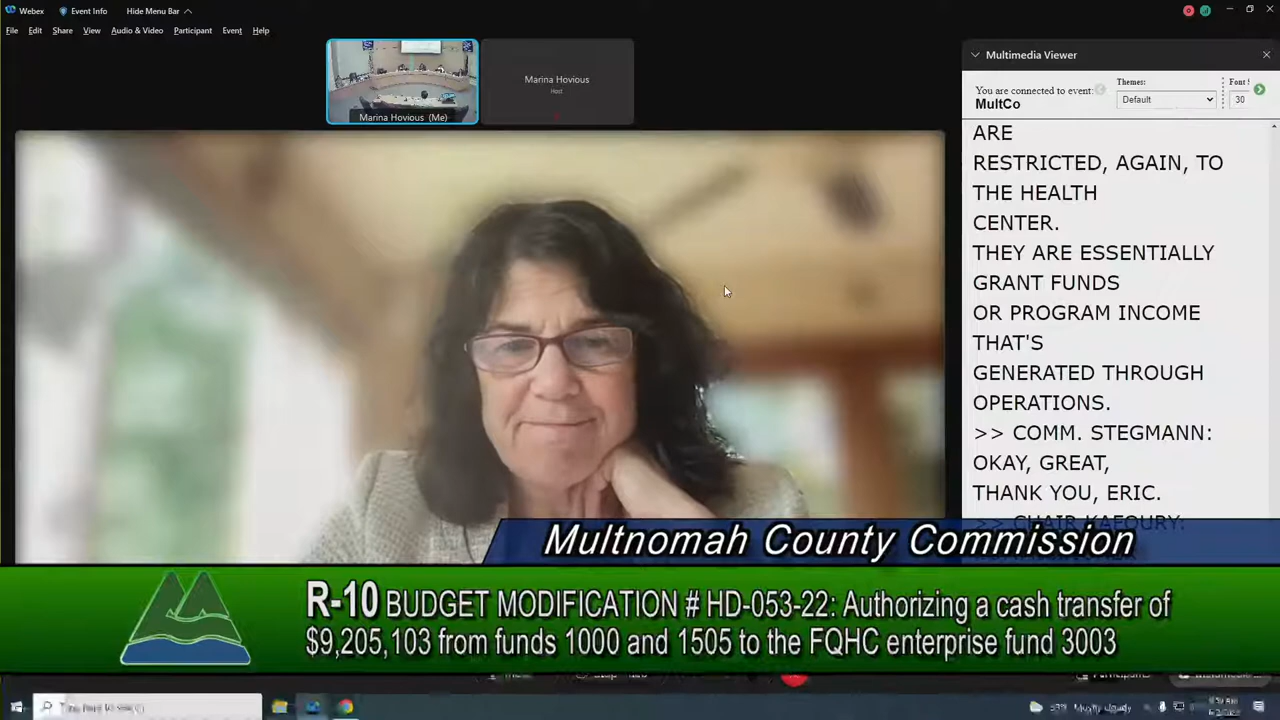 Webex
Event Info
Hide Menu Bar
File Edit Share View Audio & Video Participant Event Help
Marina Hovious (Me)
Marina Hovious
Host
Multimedia Viewer
You are connected to event:
MultCo
Themes:
Default
Font
30
ARE
RESTRICTED, AGAIN, TO
THE HEALTH
CENTER.
THEY ARE ESSENTIALLY
GRANT FUNDS
OR PROGRAM INCOME
THAT'S
GENERATED THROUGH
OPERATIONS.
>> COMM. STEGMANN:
OKAY, GREAT,
THANK YOU, ERIC.
>> CHAIR KAFOURY:
Multnomah County Commission
R-10 BUDGET MODIFICATION # HD-053-22: Authorizing a cash transfer of
$9,205,103 from funds 1000 and 1505 to the FQHC enterprise fund 3003